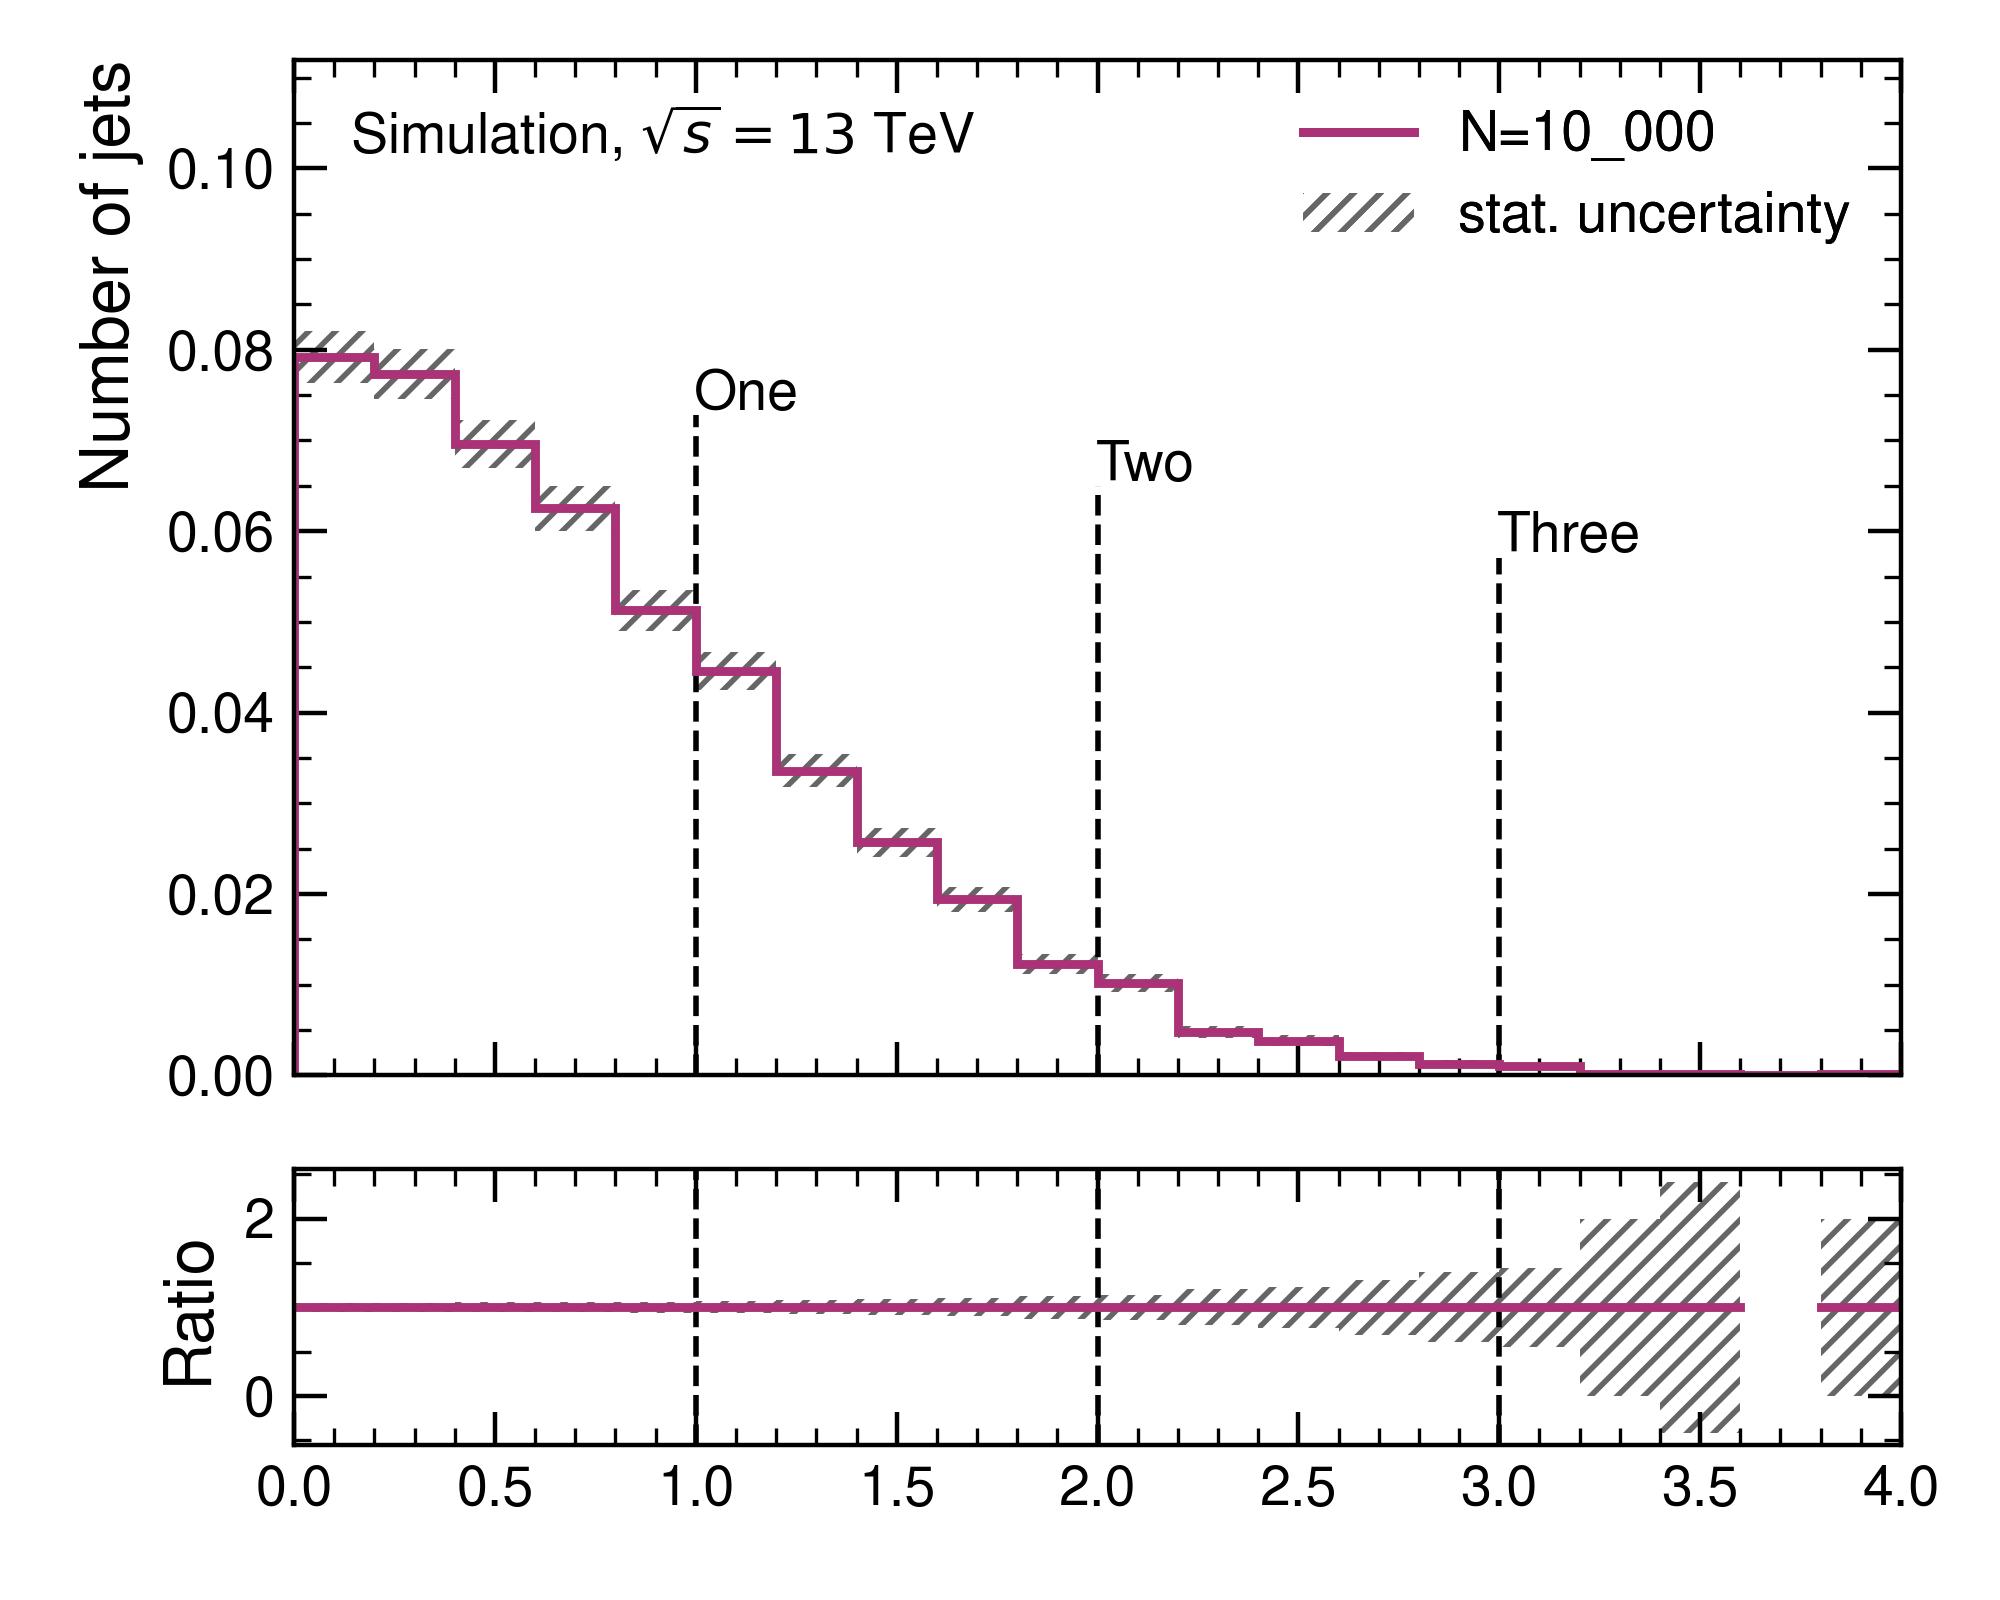 Number of jets
Simulation, √s = 13 TeV
N=10_000
stat. uncertainty
0.10
0.08
0.06
0.04
0.02
0.00
One
Two
Three
Ratio
2
0
0.0 0.5 1.0 1.5 2.0 2.5 3.0 3.5 4.0